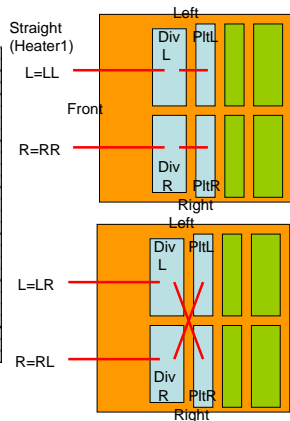 Straight
(Heater1)
Left
Div
L
PltL
L=LL
Front
R=RR
Div
R
PltR
Right
Left
Div
L
PltL
L=LR
R=RL
Div
R
PltR
Right